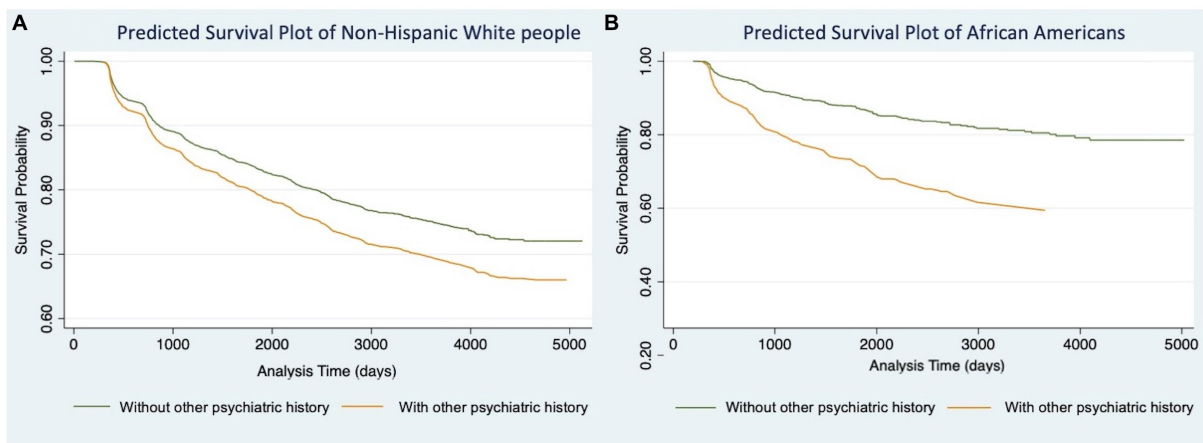 A
Predicted Survival Plot of Non-Hispanic White people
Survival Probability
1.00
0.90
0.80
0.70
0.60
0 1000 2000 3000 4000 5000
Analysis Time (days)
Without other psychiatric history With other psychiatric history
B
Predicted Survival Plot of African Americans
Survival Probability
1.00
0.80
0.60
0.40
0.20
0 1000 2000 3000 4000 5000
Analysis Time (days)
Without other psychiatric history With other psychiatric history